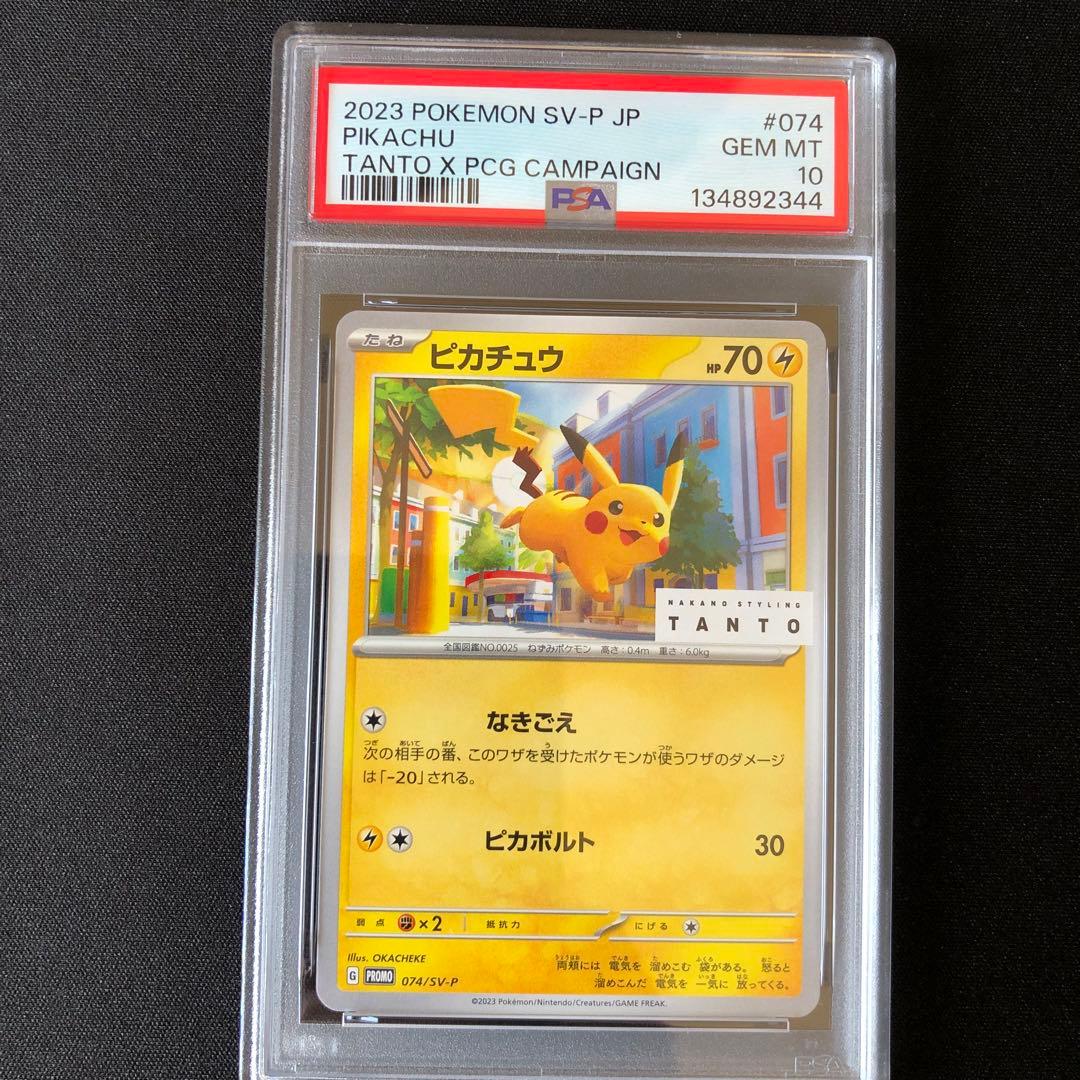 2023 POKEMON SV-P JP #074
PIKACHU GEM MT
TANTO X PCG CAMPAIGN 10
PSA 134892344
たね ピカチュウ HP70
NAKANO STYLING
TANTO
全国図鑑NO.0025 ねずみポケモン 高さ:0.4m 重さ:6.0kg
なきごえ
次の相手の番、このワザを受けたポケモンが使うワザのダメージ
は「-20」される。
ピカボルト 30
弱点 ×2 抵抗力 にげる
Illus. OKACHEKE
両頬には 電気を 溜めこむ 袋がある。 怒ると
溜めこんだ 電気を 一気に 放ってくる。
G PROMO 074/SV-P
©2023 Pokémon/Nintendo/Creatures/GAME FREAK.
PSA